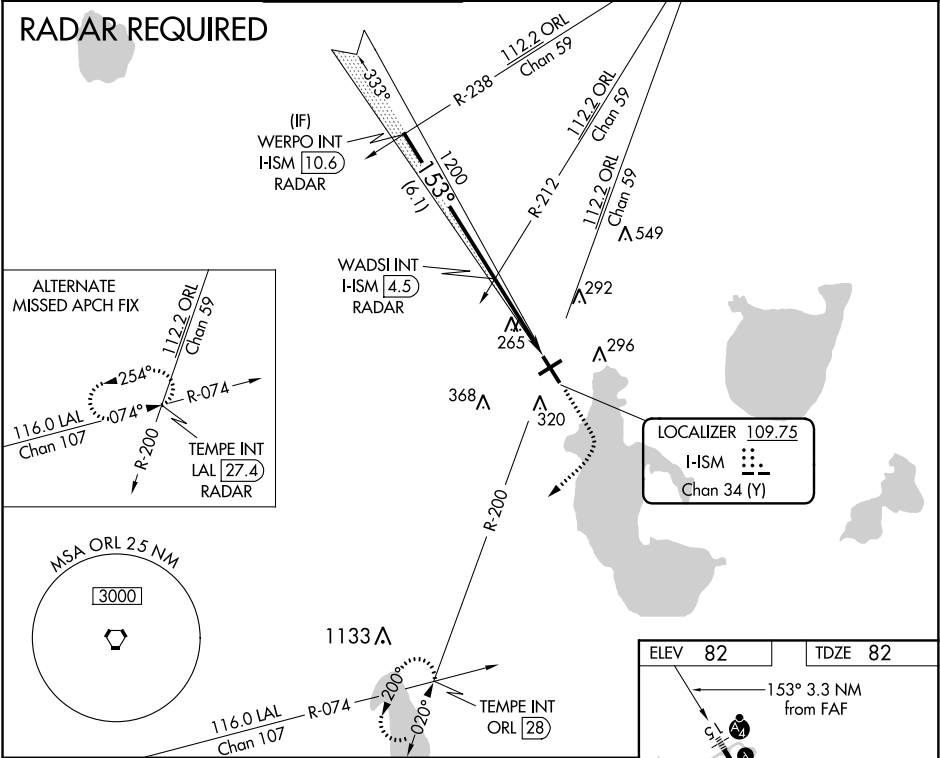 RADAR REQUIRED
112.2 ORL
Chan 59
R-238
333°
(IF)
WERPO INT
I-ISM 10.6
RADAR
1200
153°
(6.1)
112.2 ORL
Chan 59
R-212
112.2 ORL
Chan 59
549
WADSI INT
I-ISM 4.5
RADAR
292
265
296
368
320
ALTERNATE
MISSED APCH FIX
112.2 ORL
Chan 59
254°
074°
R-074
116.0 LAL
Chan 107
R-200
TEMPE INT
LAL 27.4
RADAR
LOCALIZER 109.75
I-ISM
Chan 34 (Y)
R-200
MSA ORL 25 NM
3000
1133
200°
020°
R-074
116.0 LAL
Chan 107
TEMPE INT
ORL 28
ELEV 82
TDZE 82
153° 3.3 NM
from FAF
15
A4